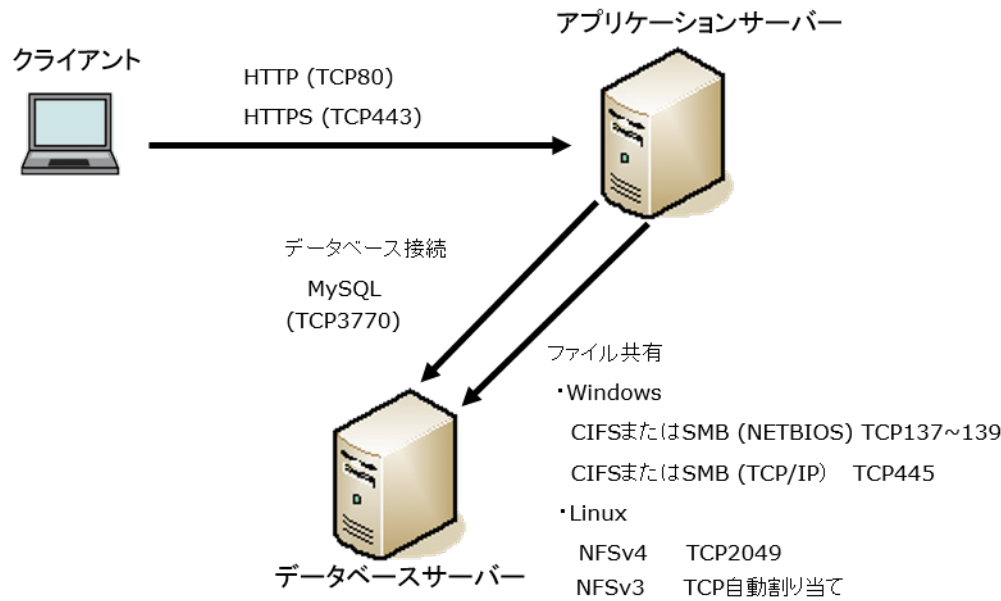 アプリケーションサーバー
クライアント
HTTP (TCP80)
HTTPS (TCP443)
データベース接続
MySQL
(TCP3770)
ファイル共有
・Windows
CIFSまたはSMB (NETBIOS) TCP137~139
CIFSまたはSMB (TCP/IP) TCP445
・Linux
NFSv4 TCP2049
NFSv3 TCP自動割り当て
データベースサーバー